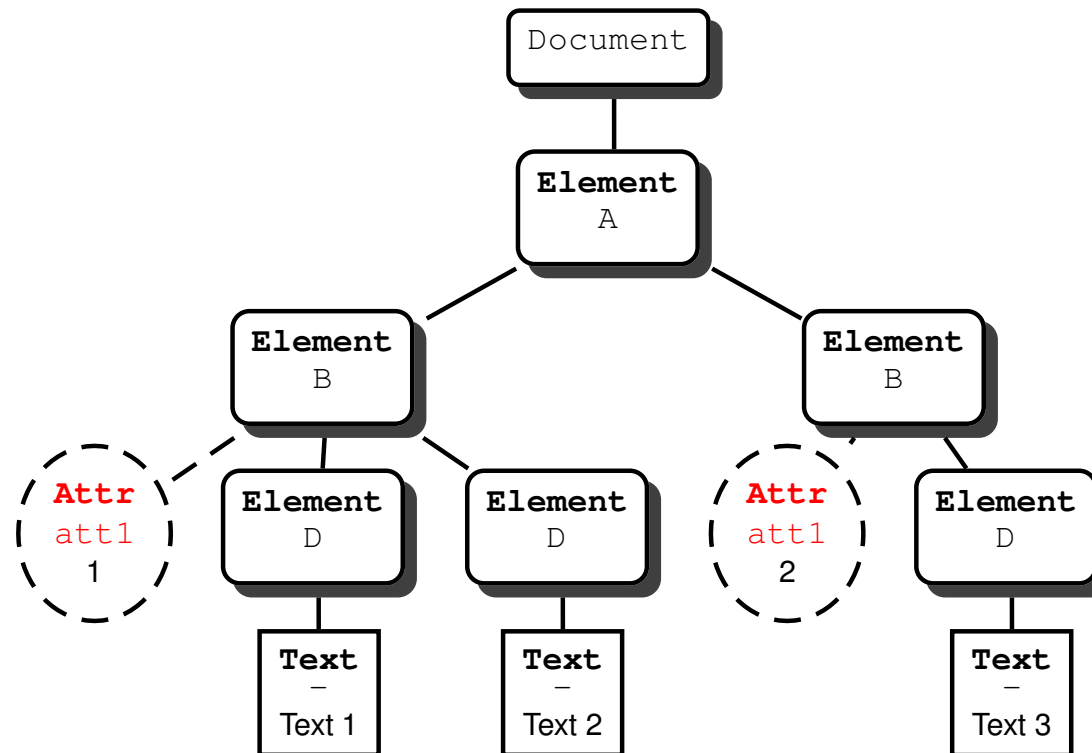 Document
Element
A
Element
B
Element
B
Attr
att1
1
Element
D
Element
D
Attr
att1
2
Element
D
Text
–
Text 1
Text
–
Text 2
Text
–
Text 3